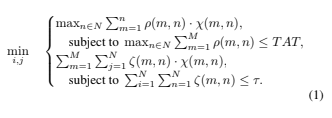 max_{n∈N} ∑_{m=1}^{n} ρ(m, n) · χ(m, n),
subject to max_{n∈N} ∑_{m=1}^{M} ρ(m, n) ≤ TAT,
min_{i,j} {
∑_{m=1}^{M} ∑_{j=1}^{N} ζ(m, n) · χ(m, n),
subject to ∑_{i=1}^{N} ∑_{n=1}^{N} ζ(m, n) ≤ τ.
(1)